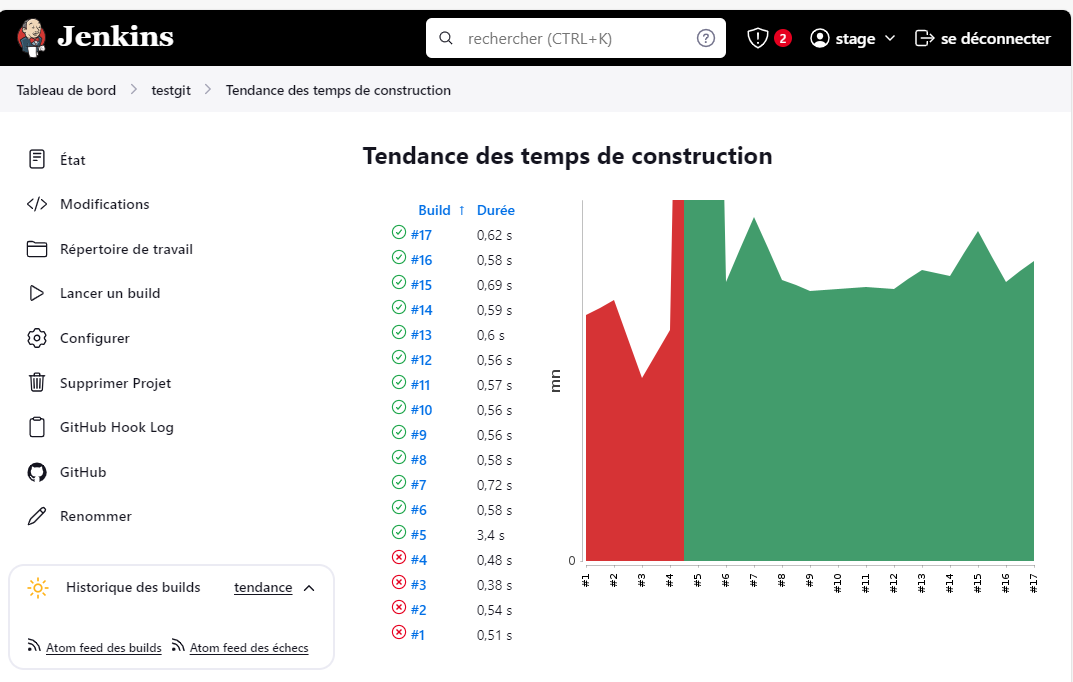 Jenkins
rechercher (CTRL+K)
2
stage
se déconnecter
Tableau de bord
testgit
Tendance des temps de construction
État
Modifications
Répertoire de travail
Lancer un build
Configurer
Supprimer Projet
GitHub Hook Log
GitHub
Renommer
Historique des builds
tendance
Atom feed des builds
Atom feed des échecs
Tendance des temps de construction
Build ↑ Durée
#17 0,62 s
#16 0,58 s
#15 0,69 s
#14 0,59 s
#13 0,6 s
#12 0,56 s
#11 0,57 s
#10 0,56 s
#9 0,56 s
#8 0,58 s
#7 0,72 s
#6 0,58 s
#5 3,4 s
#4 0,48 s
#3 0,38 s
#2 0,54 s
#1 0,51 s
mn
0
#1 #2 #3 #4 #5 #6 #7 #8 #9 #10 #11 #12 #13 #14 #15 #16 #17